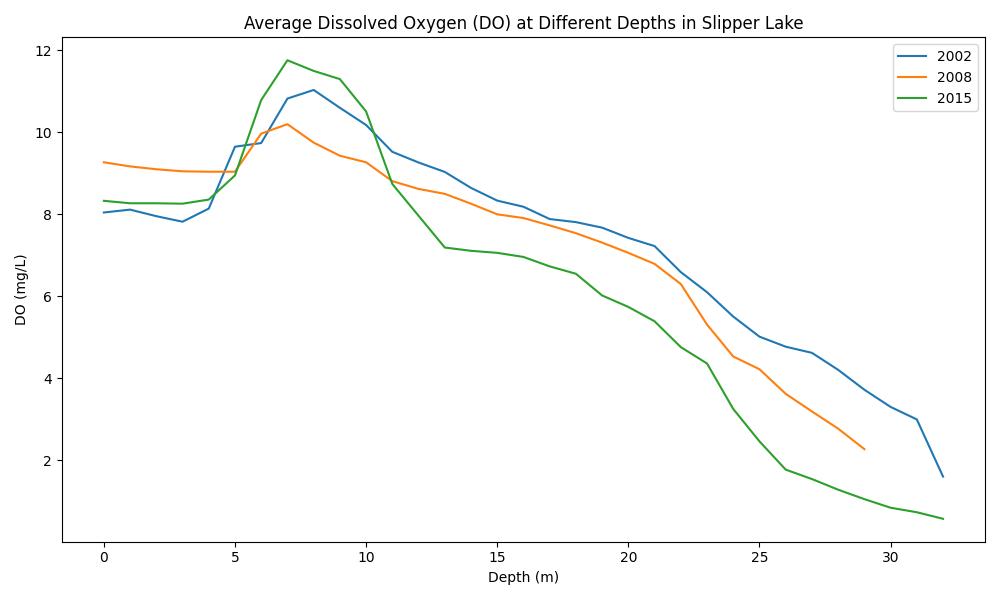 Average Dissolved Oxygen (DO) at Different Depths in Slipper Lake
2002
2008
2015
DO (mg/L)
12
10
8
6
4
2
0 5 10 15 20 25 30
Depth (m)